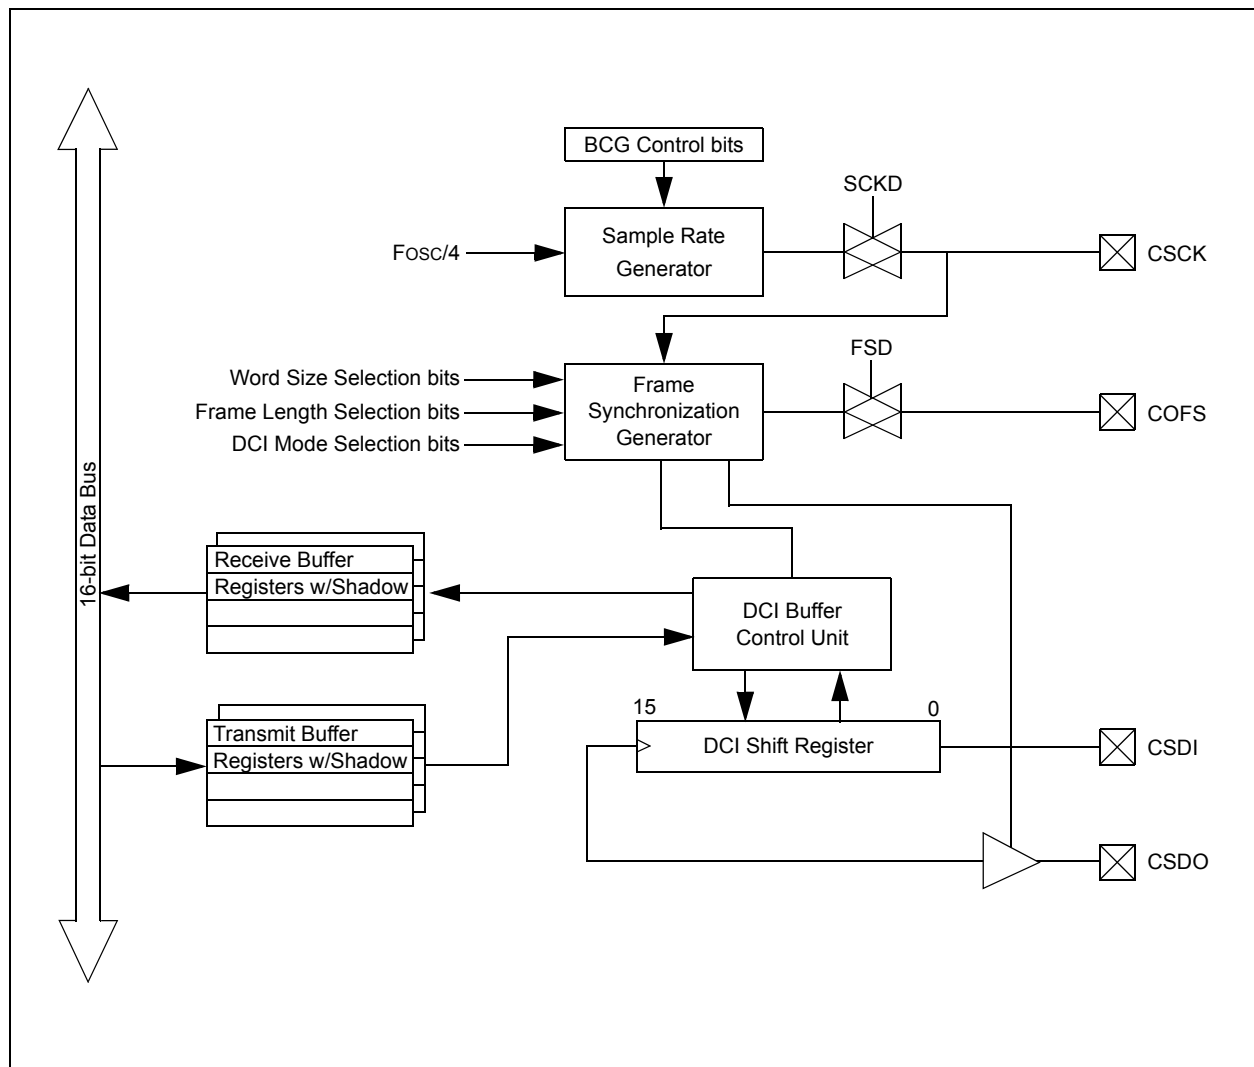 BCG Control bits
SCKD
Sample Rate
Generator
FOSC/4
CSCK
FSD
Word Size Selection bits
Frame Length Selection bits
DCI Mode Selection bits
Frame
Synchronization
Generator
COFS
16-bit Data Bus
Receive Buffer
Registers w/Shadow
DCI Buffer
Control Unit
Transmit Buffer
Registers w/Shadow
15
0
DCI Shift Register
CSDI
CSDO